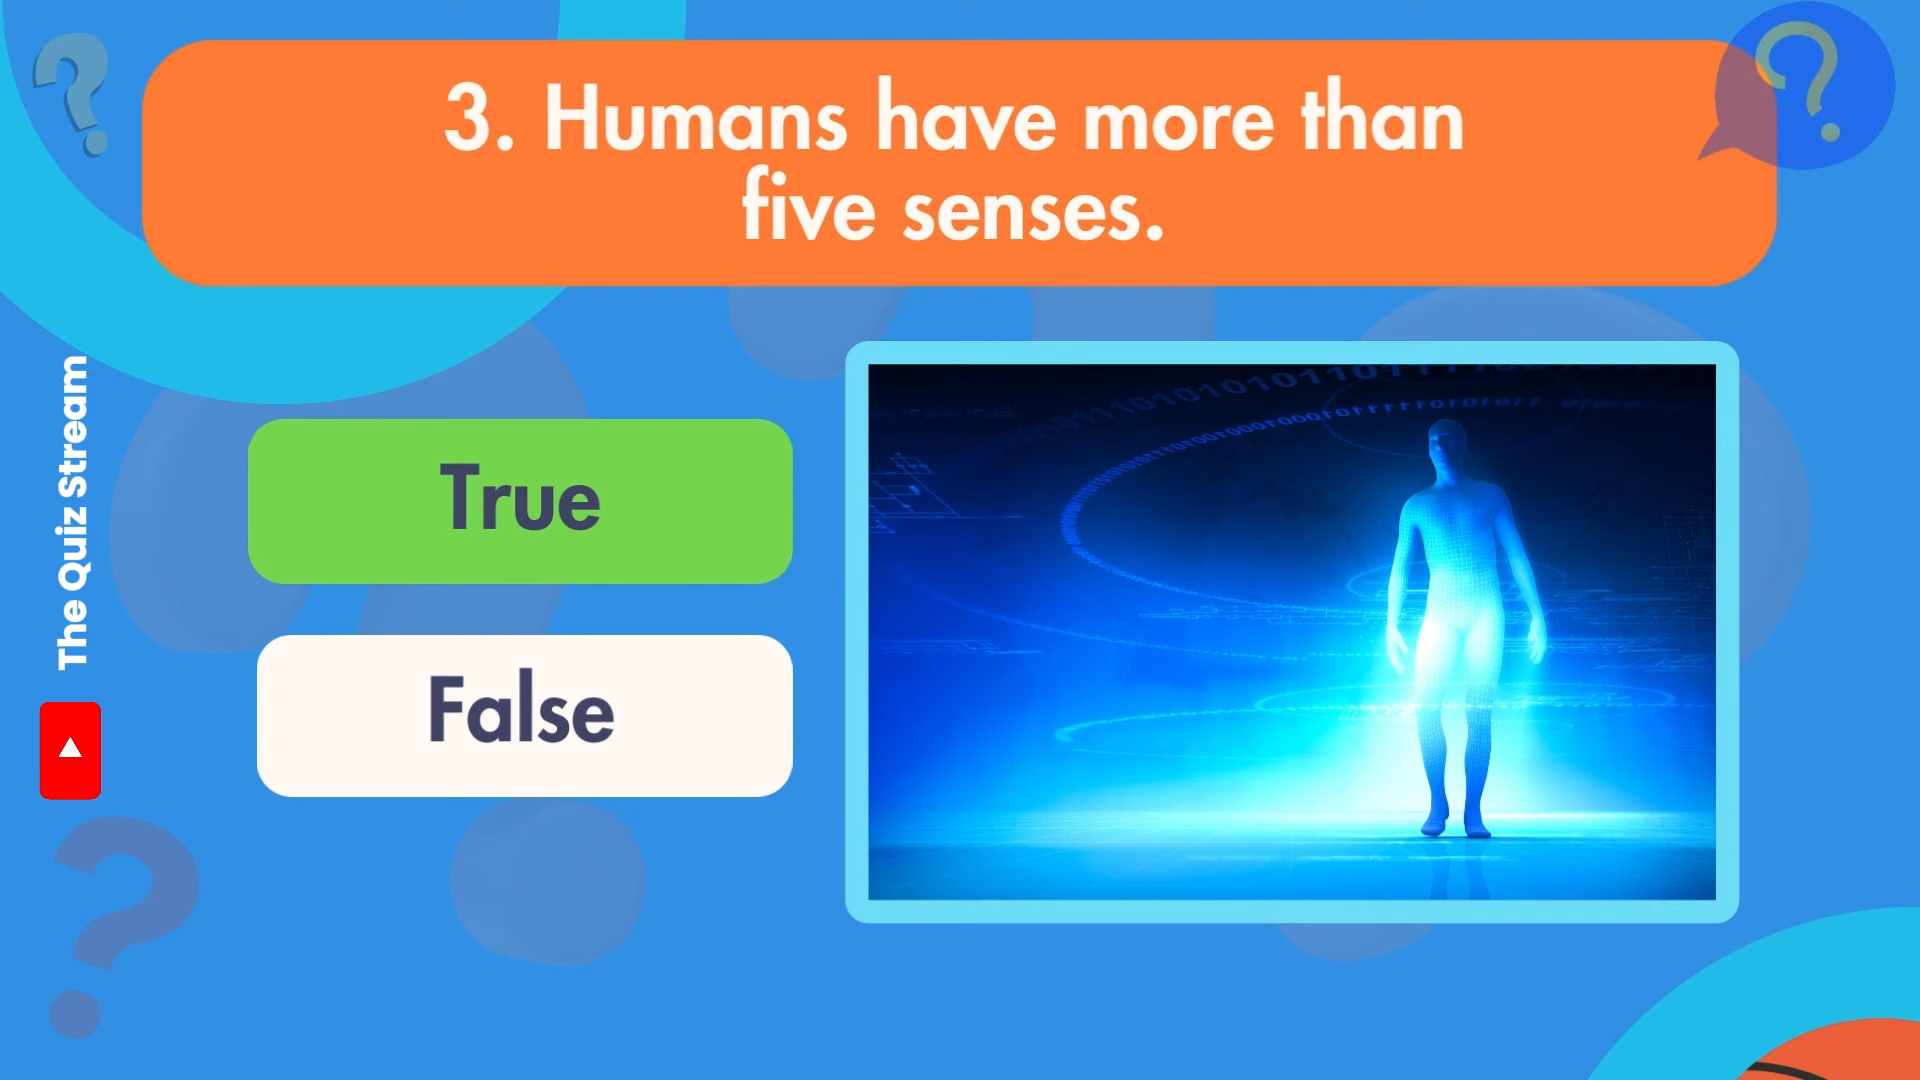 3. Humans have more than
five senses.
True
False
The Quiz Stream